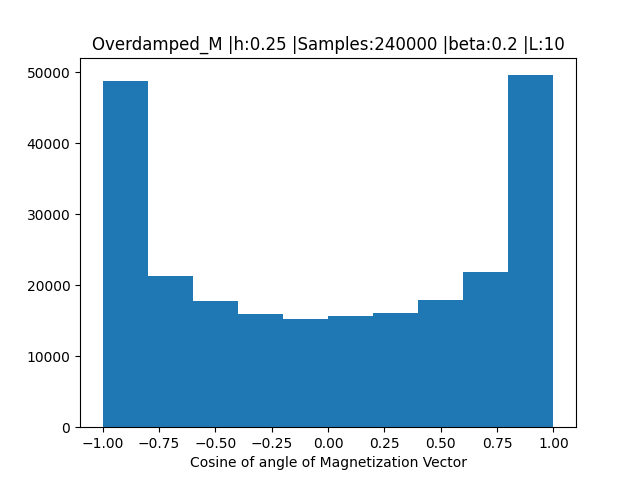 Overdamped_M |h:0.25 |Samples:240000 |beta:0.2 |L:10
50000
40000
30000
20000
10000
0
−1.00 −0.75 −0.50 −0.25 0.00 0.25 0.50 0.75 1.00
Cosine of angle of Magnetization Vector